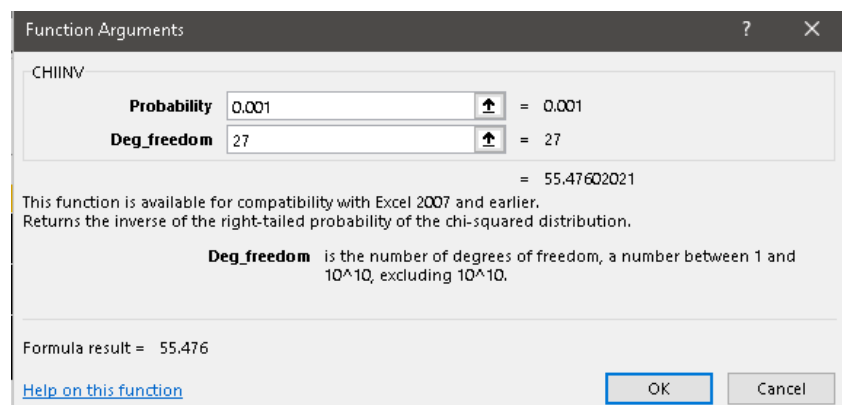 Function Arguments ? ×
CHIINV
Probability 0.001 = 0.001
Deg_freedom 27 = 27
= 55.47602021
This function is available for compatibility with Excel 2007 and earlier.
Returns the inverse of the right-tailed probability of the chi-squared distribution.
Deg_freedom is the number of degrees of freedom, a number between 1 and
10^10, excluding 10^10.
Formula result = 55.476
Help on this function OK Cancel